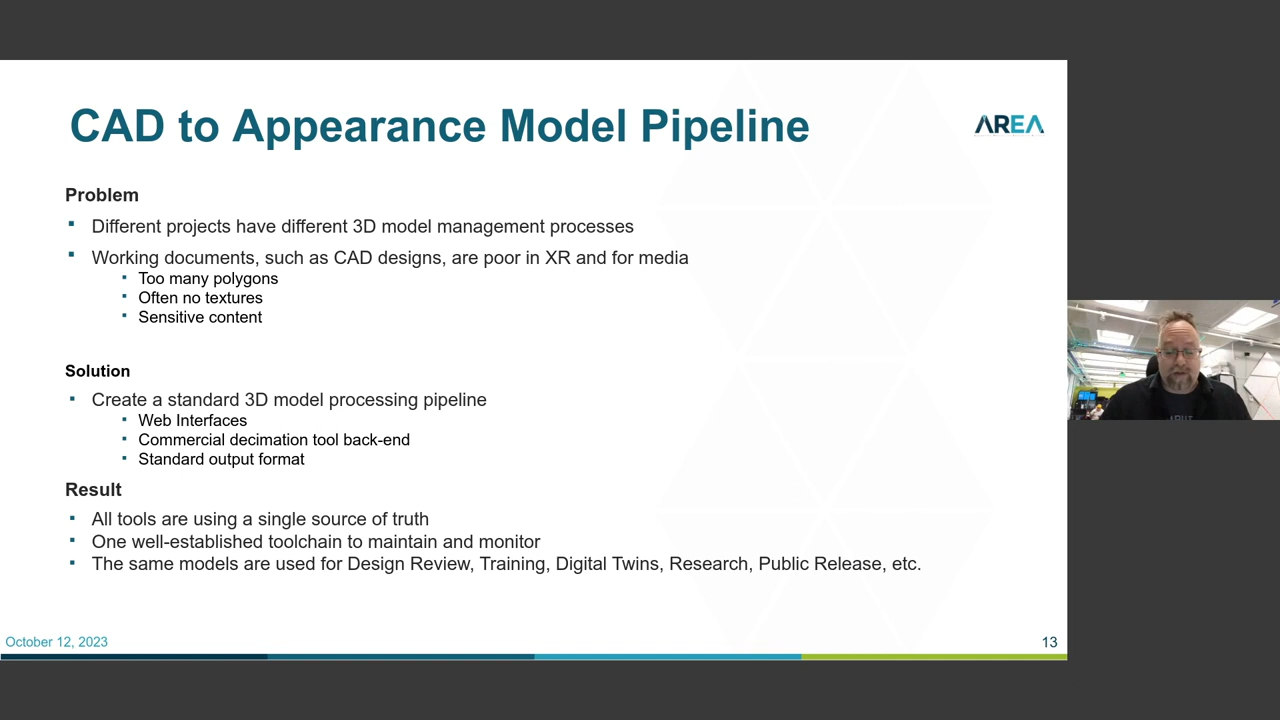 CAD to Appearance Model Pipeline
AREA
Problem
Different projects have different 3D model management processes
Working documents, such as CAD designs, are poor in XR and for media
Too many polygons
Often no textures
Sensitive content
Solution
Create a standard 3D model processing pipeline
Web Interfaces
Commercial decimation tool back-end
Standard output format
Result
All tools are using a single source of truth
One well-established toolchain to maintain and monitor
The same models are used for Design Review, Training, Digital Twins, Research, Public Release, etc.
October 12, 2023
13